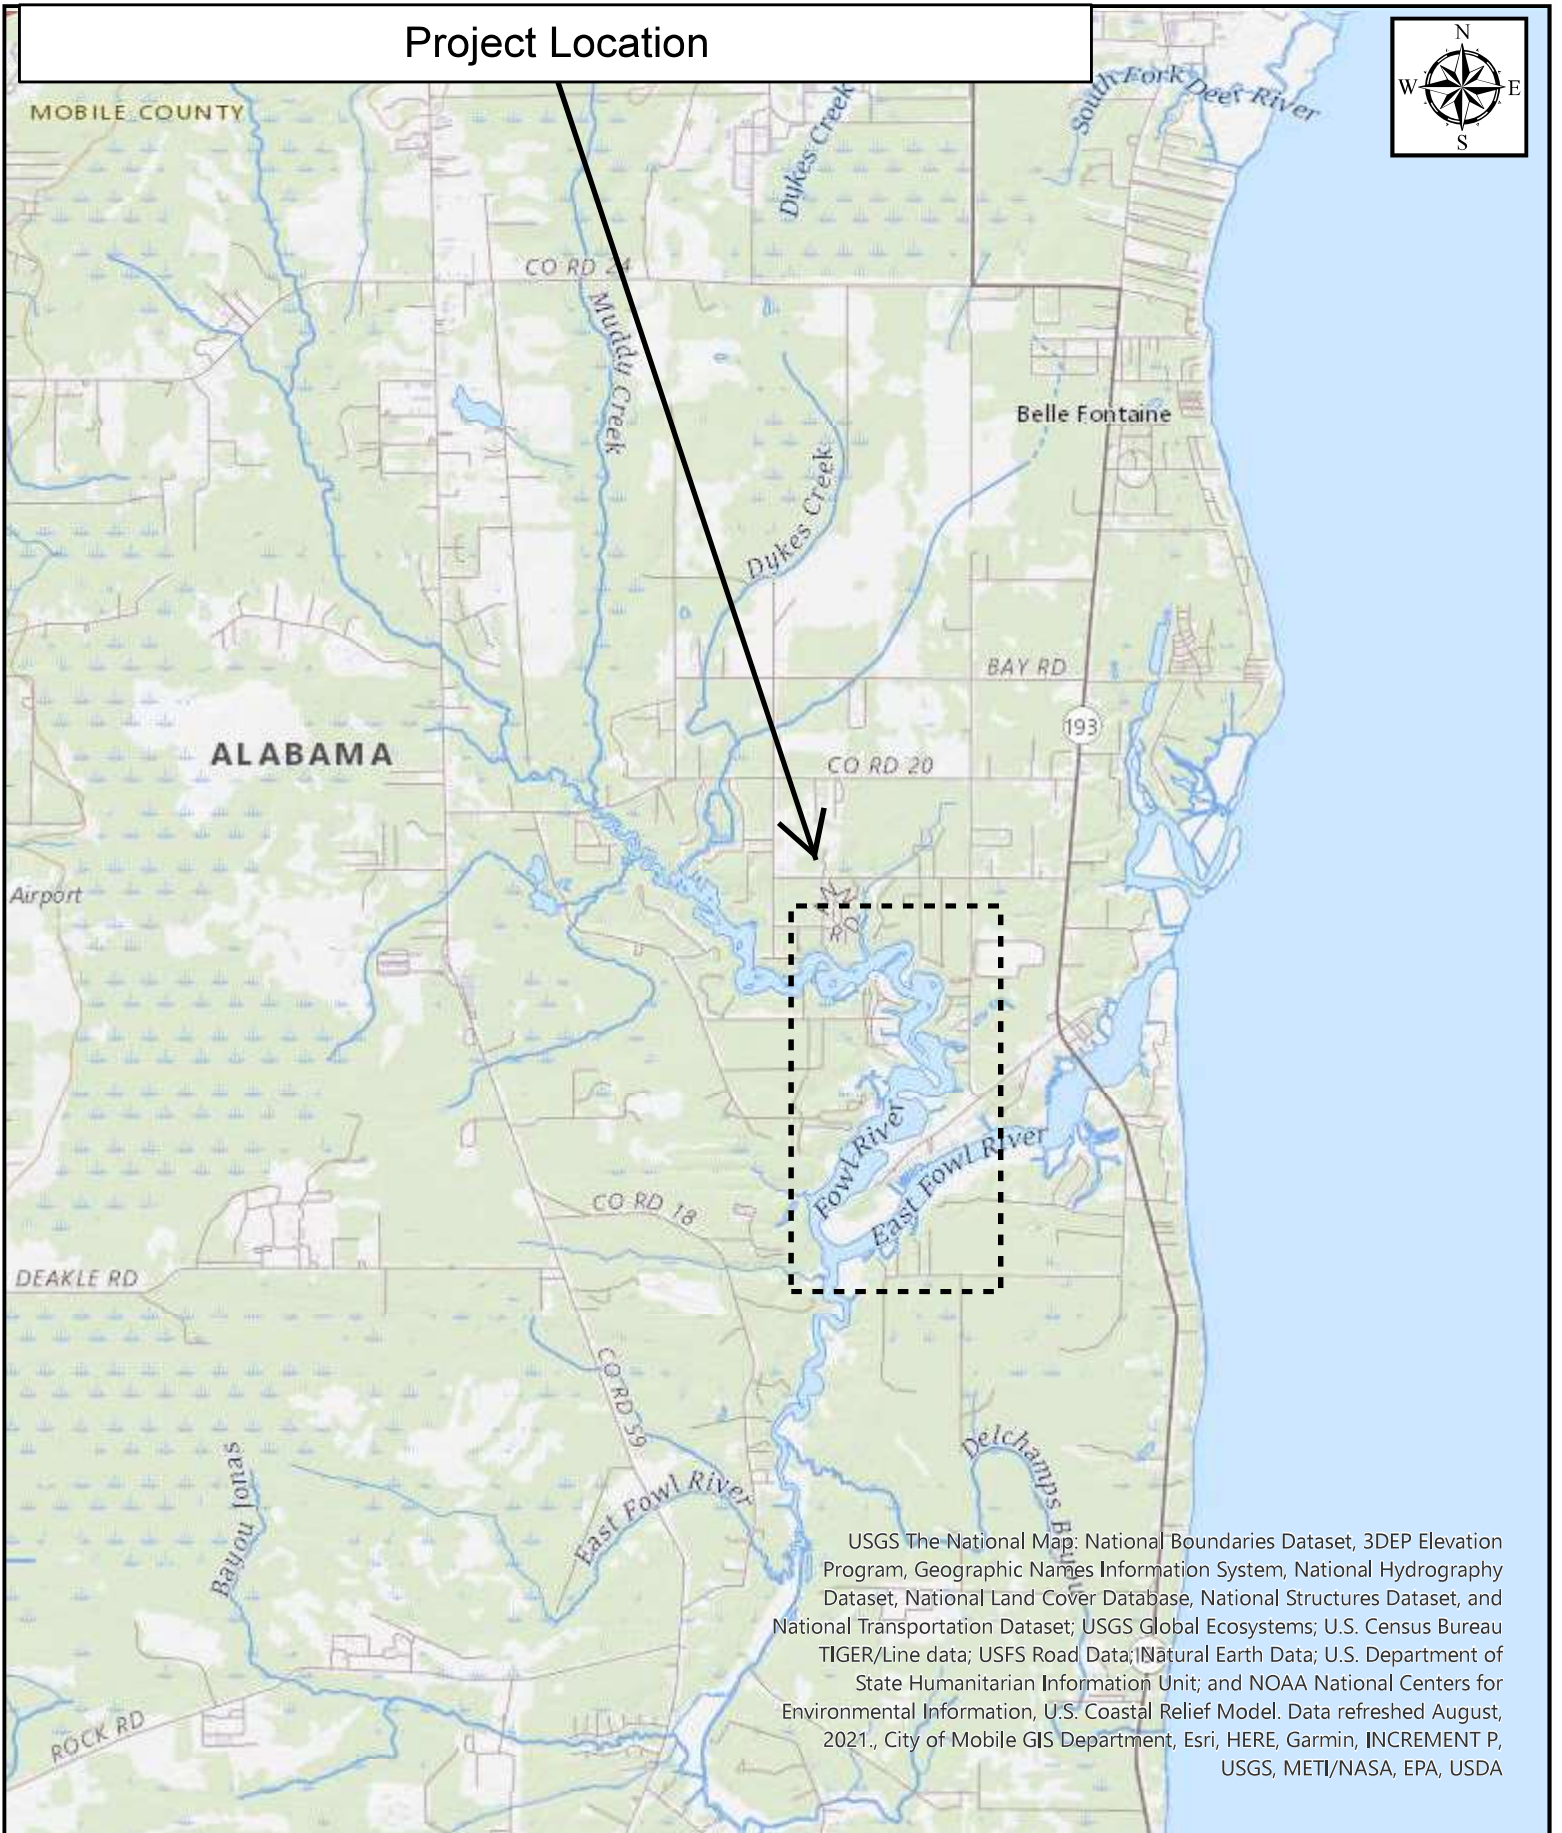 Project Location
N
W
E
S
MOBILE COUNTY
South Fork Deer River
Dykes Creek
CO RD 24
Muddy Creek
Belle Fontaine
Dykes Creek
BAY RD
193
ALABAMA
CO RD 20
Airport
Fowl River
East Fowl River
CO RD 18
DEAKLE RD
CO RD 59
Bayou Jonas
East Fowl River
Delchamps Bayou
ROCK RD
USGS The National Map: National Boundaries Dataset, 3DEP Elevation
Program, Geographic Names Information System, National Hydrography
Dataset, National Land Cover Database, National Structures Dataset, and
National Transportation Dataset; USGS Global Ecosystems; U.S. Census Bureau
TIGER/Line data; USFS Road Data; Natural Earth Data; U.S. Department of
State Humanitarian Information Unit; and NOAA National Centers for
Environmental Information, U.S. Coastal Relief Model. Data refreshed August,
2021., City of Mobile GIS Department, Esri, HERE, Garmin, INCREMENT P,
USGS, METI/NASA, EPA, USDA